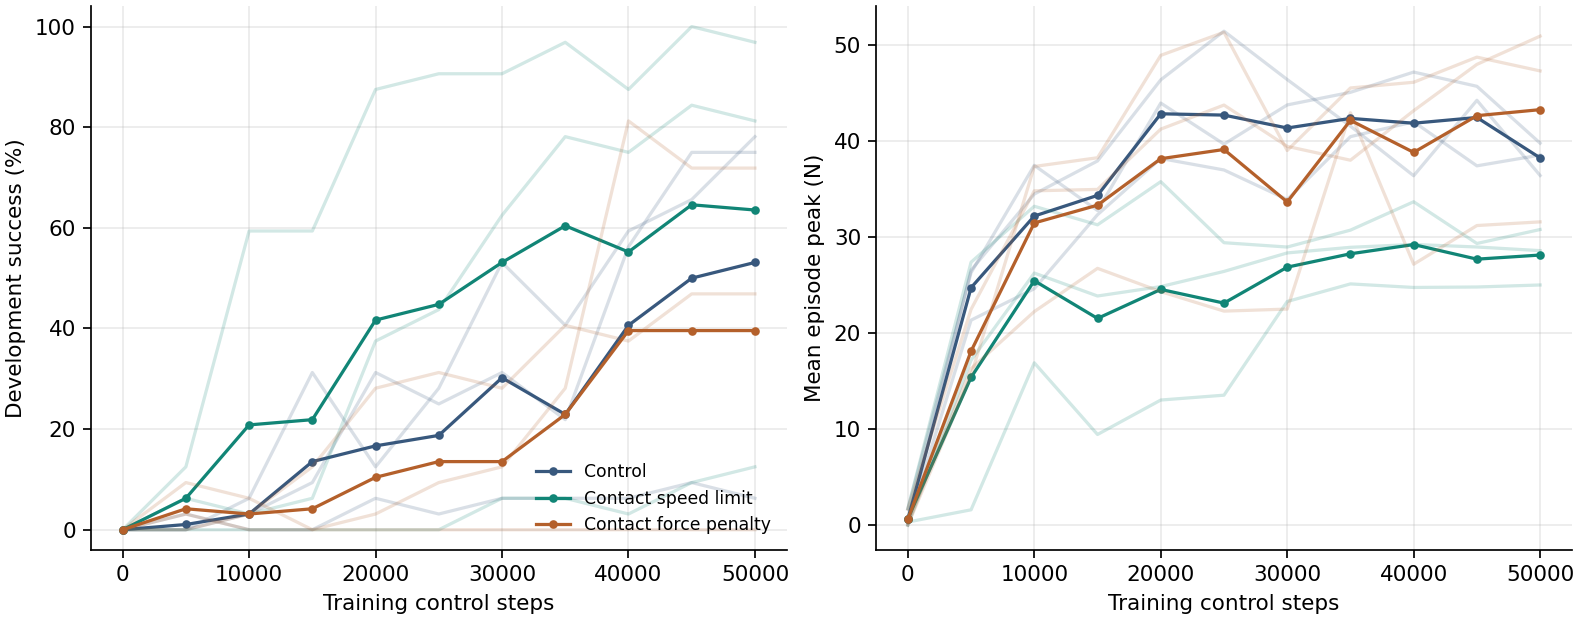 Development success (%)
100
80
60
40
20
0
0 10000 20000 30000 40000 50000
Training control steps
Control
Contact speed limit
Contact force penalty
Mean episode peak (N)
50
40
30
20
10
0
0 10000 20000 30000 40000 50000
Training control steps